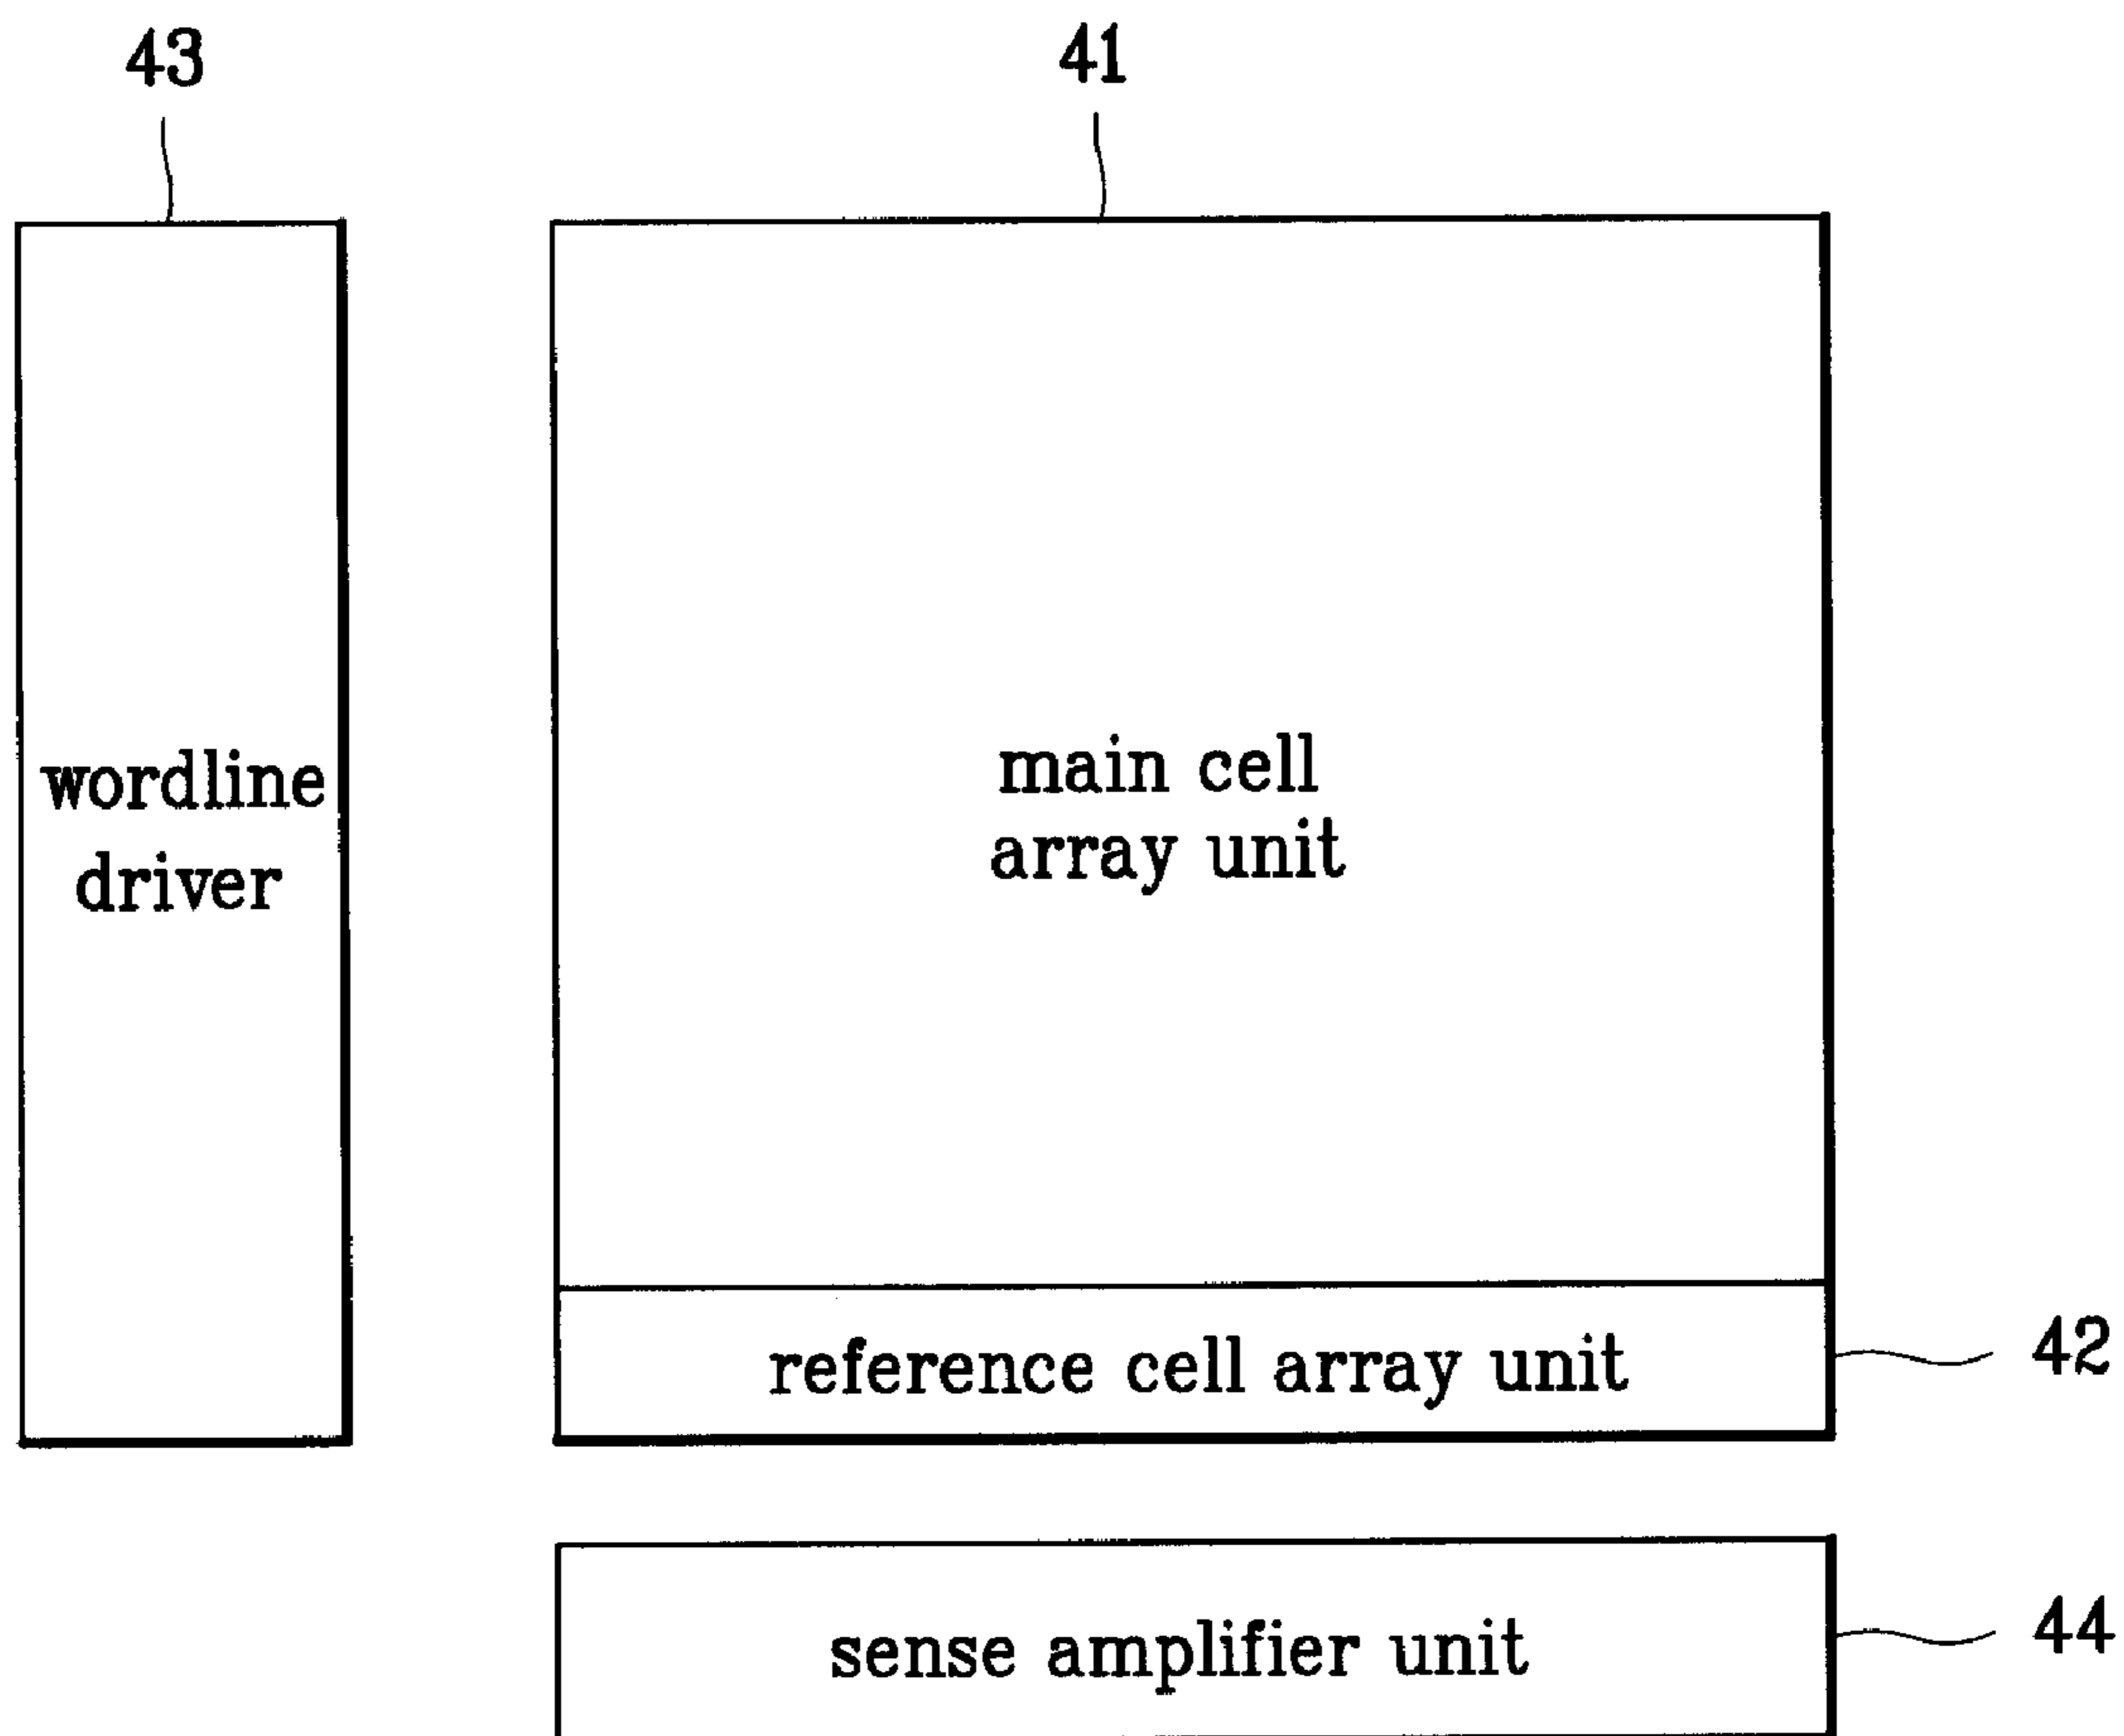 43
41
wordline
driver
main cell
array unit
reference cell array unit
42
sense amplifier unit
44